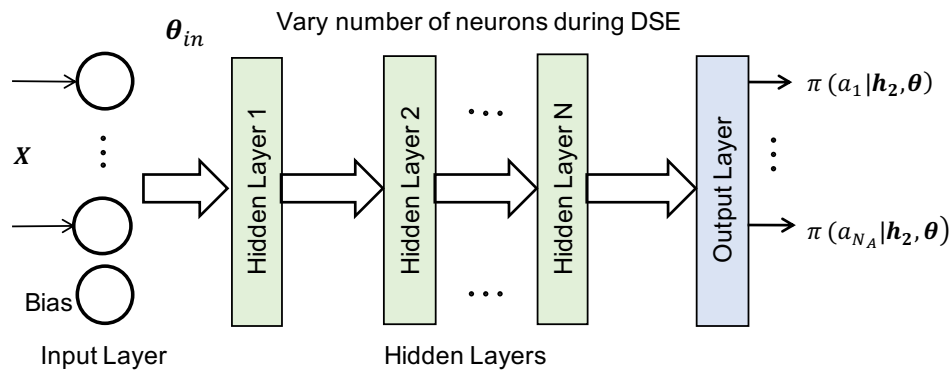 θ_in
Vary number of neurons during DSE
X
⋮
Bias
Input Layer
Hidden Layer 1
Hidden Layer 2
...
...
Hidden Layer N
Hidden Layers
Output Layer
π (a_1|h_2,θ)
⋮
π (a_{N_A}|h_2,θ)